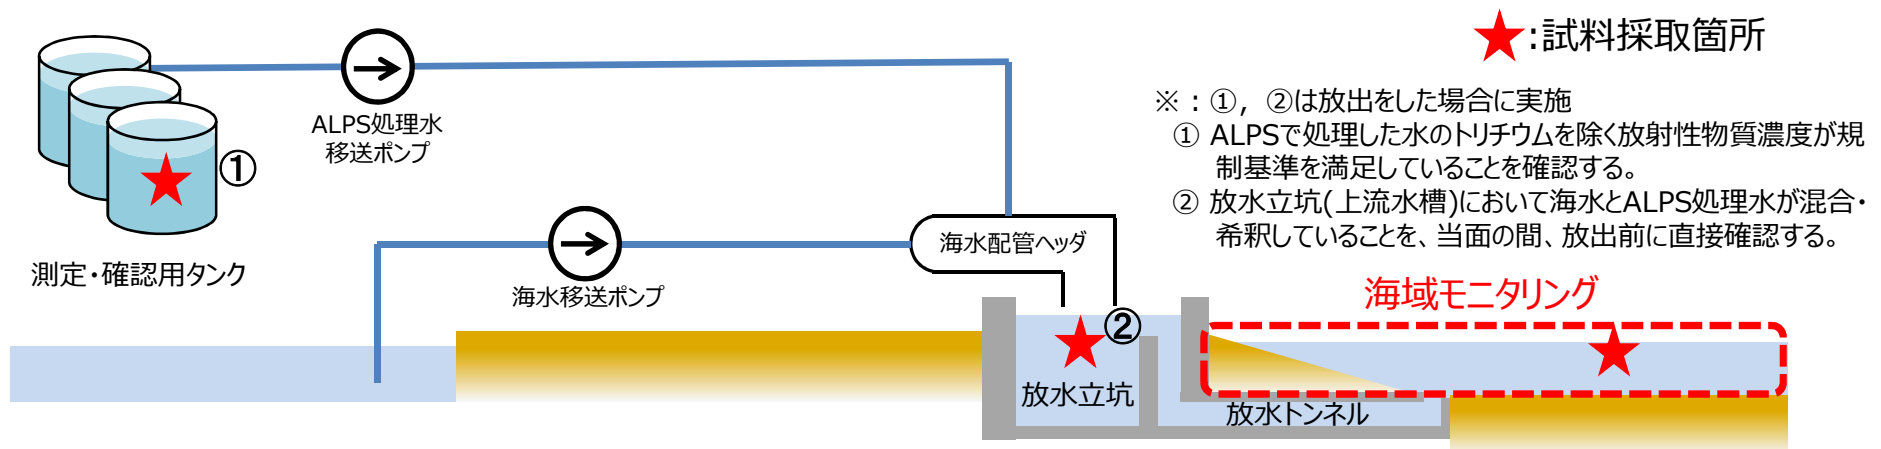 ★:試料採取箇所
※:①,②は放出をした場合に実施
① ALPSで処理した水のトリチウムを除く放射性物質濃度が規
制基準を満足していることを確認する。
② 放水立坑(上流水槽)において海水とALPS処理水が混合・
希釈していることを、当面の間、放出前に直接確認する。
ALPS処理水
移送ポンプ
①
測定・確認用タンク
海水配管ヘッダ
海水移送ポンプ
海域モニタリング
②
放水立坑
放水トンネル